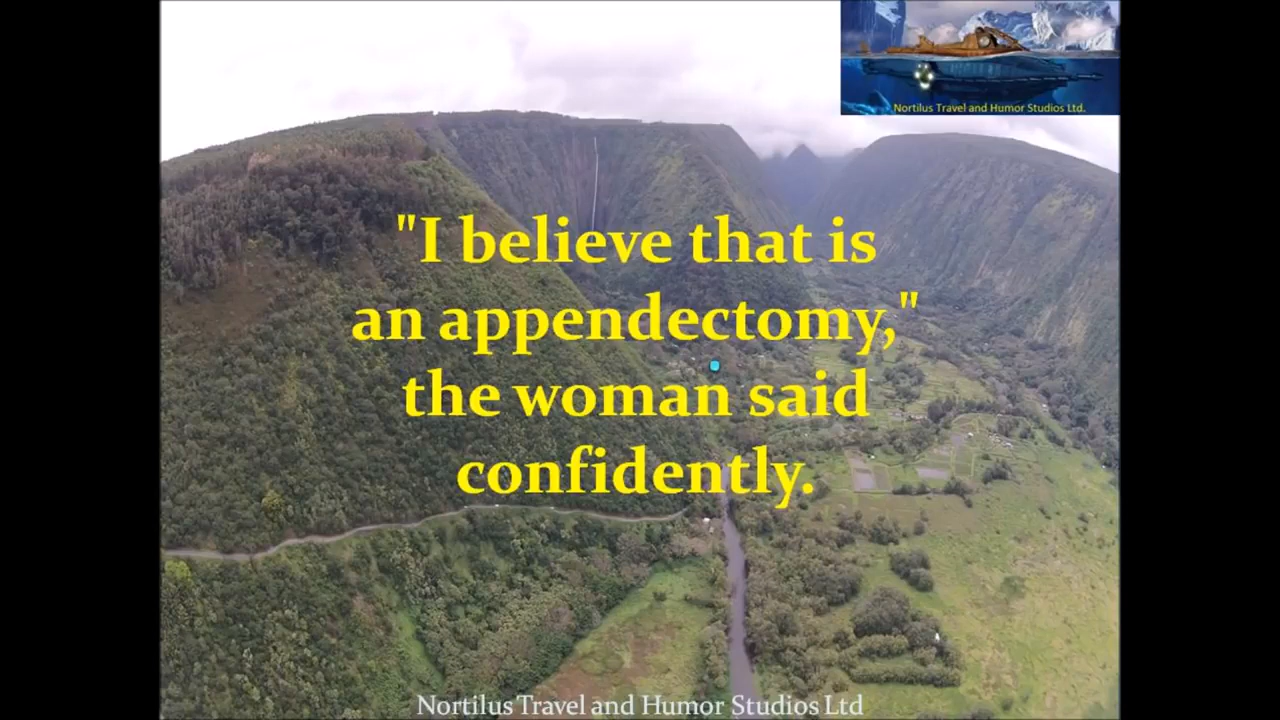 Nortilus Travel and Humor Studios Ltd.
"I believe that is
an appendectomy,"
the woman said
confidently.
Nortilus Travel and Humor Studios Ltd